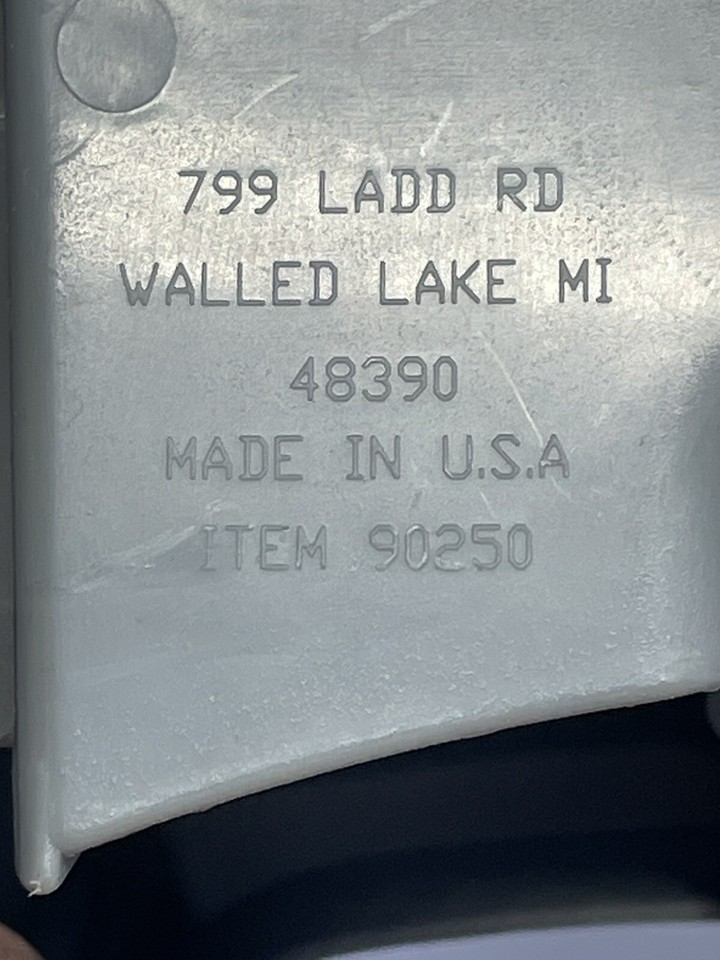 799 LADD RD
WALLED LAKE MI
48390
MADE IN U.S.A
ITEM 90250